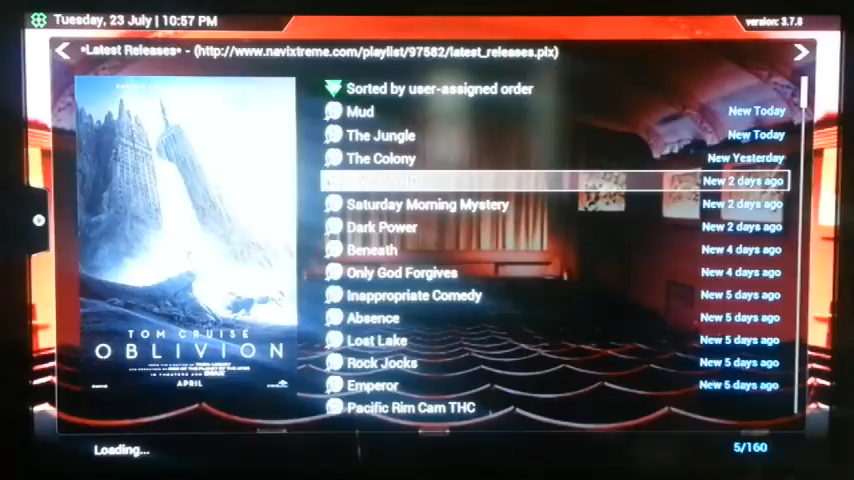 Tuesday, 23 July | 10:57 PM
version: 3.7.8
*Latest Releases* - (http://www.navixtreme.com/playlist/97582/latest_releases.plx)
Sorted by user-assigned order
Mud New Today
The Jungle New Today
The Colony New Yesterday
New 2 days ago
Saturday Morning Mystery New 2 days ago
Dark Power New 2 days ago
Beneath New 4 days ago
Only God Forgives New 4 days ago
Inappropriate Comedy New 5 days ago
Absence New 5 days ago
Lost Lake New 5 days ago
Rock Jocks New 5 days ago
Emperor New 5 days ago
Pacific Rim Cam THC
TOM CRUISE
OBLIVION
APRIL
Loading...
5/160